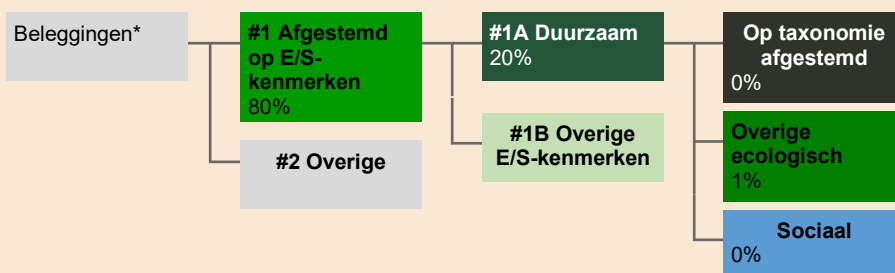 Beleggingen*
#1 Afgestemd
op E/S-
kenmerken
80%
#2 Overige
#1A Duurzaam
20%
#1B Overige
E/S-kenmerken
Op taxonomie
afgestemd
0%
Overige
ecologisch
1%
Sociaal
0%